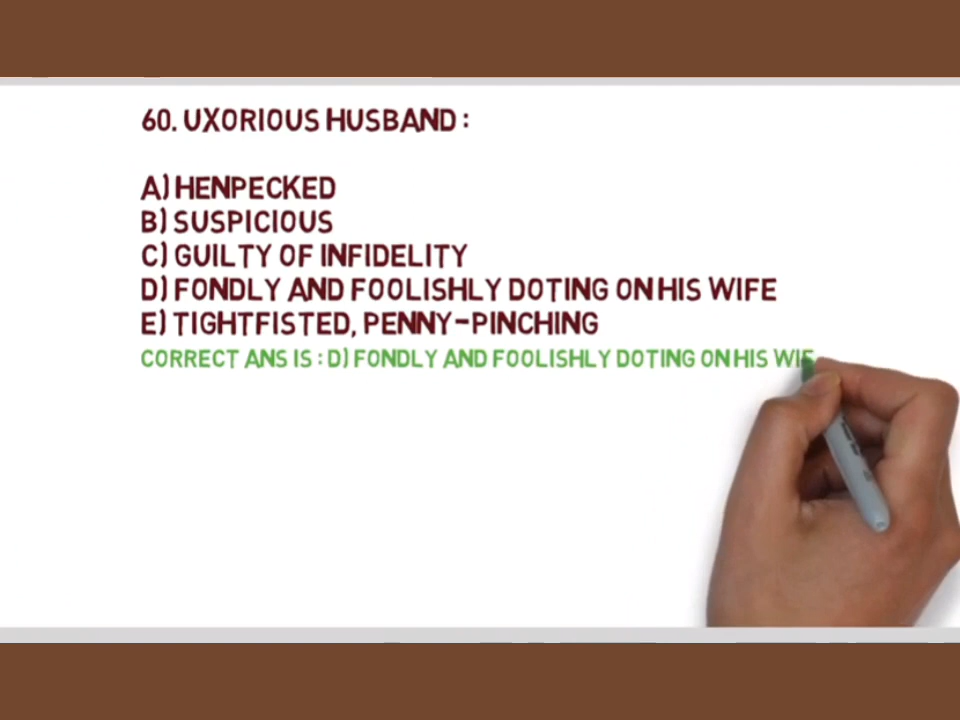 60. UXORIOUS HUSBAND :
A) HENPECKED
B) SUSPICIOUS
C) GUILTY OF INFIDELITY
D) FONDLY AND FOOLISHLY DOTING ON HIS WIFE
E) TIGHTFISTED, PENNY-PINCHING
CORRECT ANS IS : D) FONDLY AND FOOLISHLY DOTING ON HIS WIF